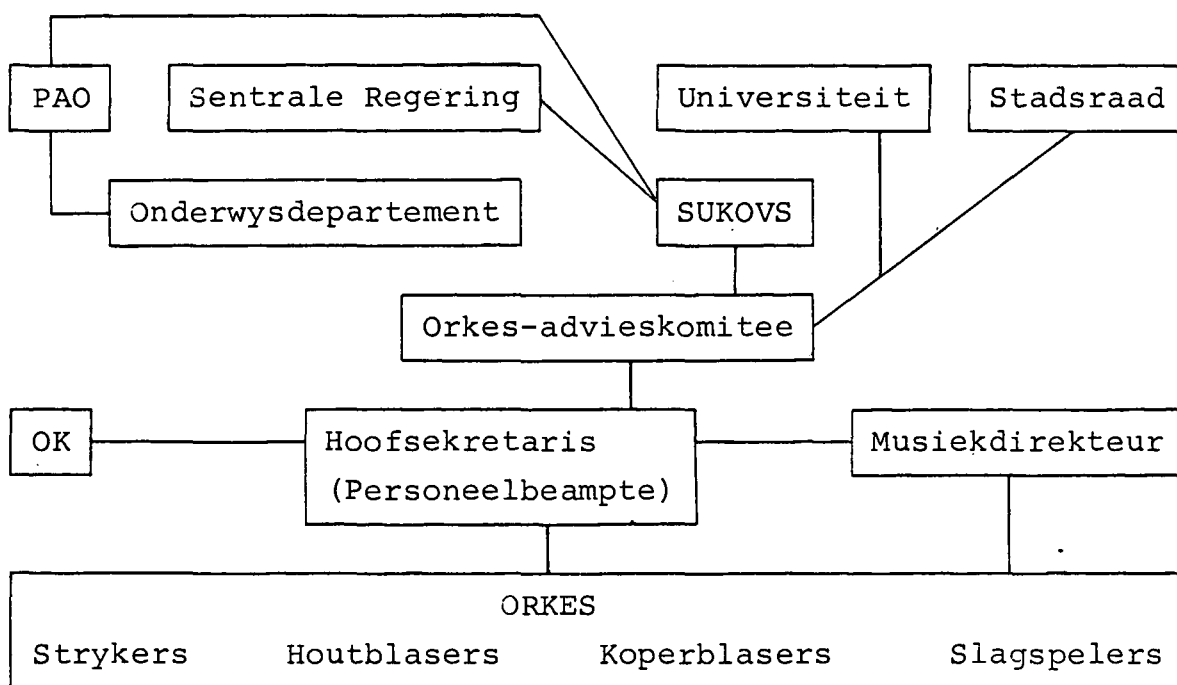 PAO
Sentrale Regering
Universiteit
Stadsraad
Onderwysdepartement
SUKOVS
Orkes-advieskomitee
OK
Hoofsekretaris
(Personeelbeampte)
Musiekdirekteur
ORKES
Strykers Houtblasers Koperblasers Slagspelers